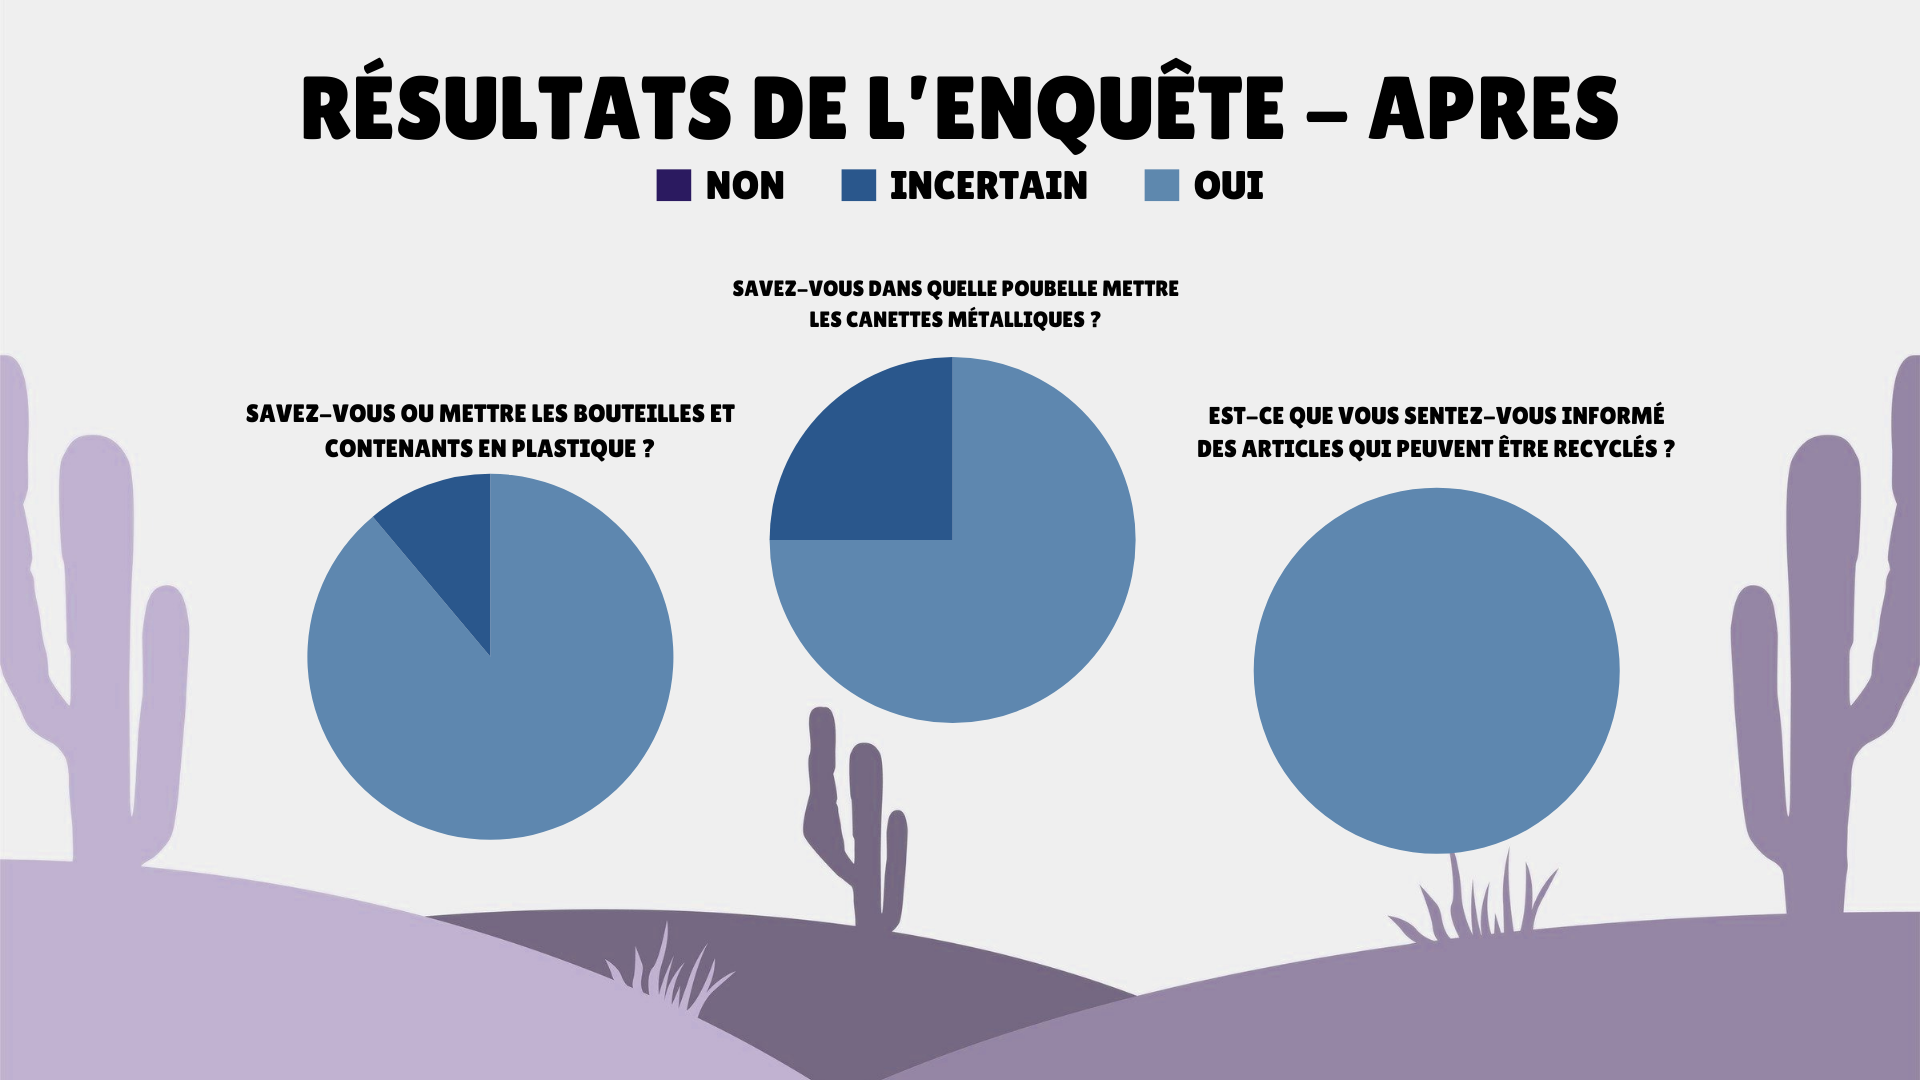 RÉSULTATS DE L'ENQUÊTE – APRES
NON INCERTAIN OUI
SAVEZ-VOUS DANS QUELLE POUBELLE METTRE
LES CANETTES MÉTALLIQUES ?
SAVEZ-VOUS OU METTRE LES BOUTEILLES ET
CONTENANTS EN PLASTIQUE ?
EST-CE QUE VOUS SENTEZ-VOUS INFORMÉ
DES ARTICLES QUI PEUVENT ÊTRE RECYCLÉS ?